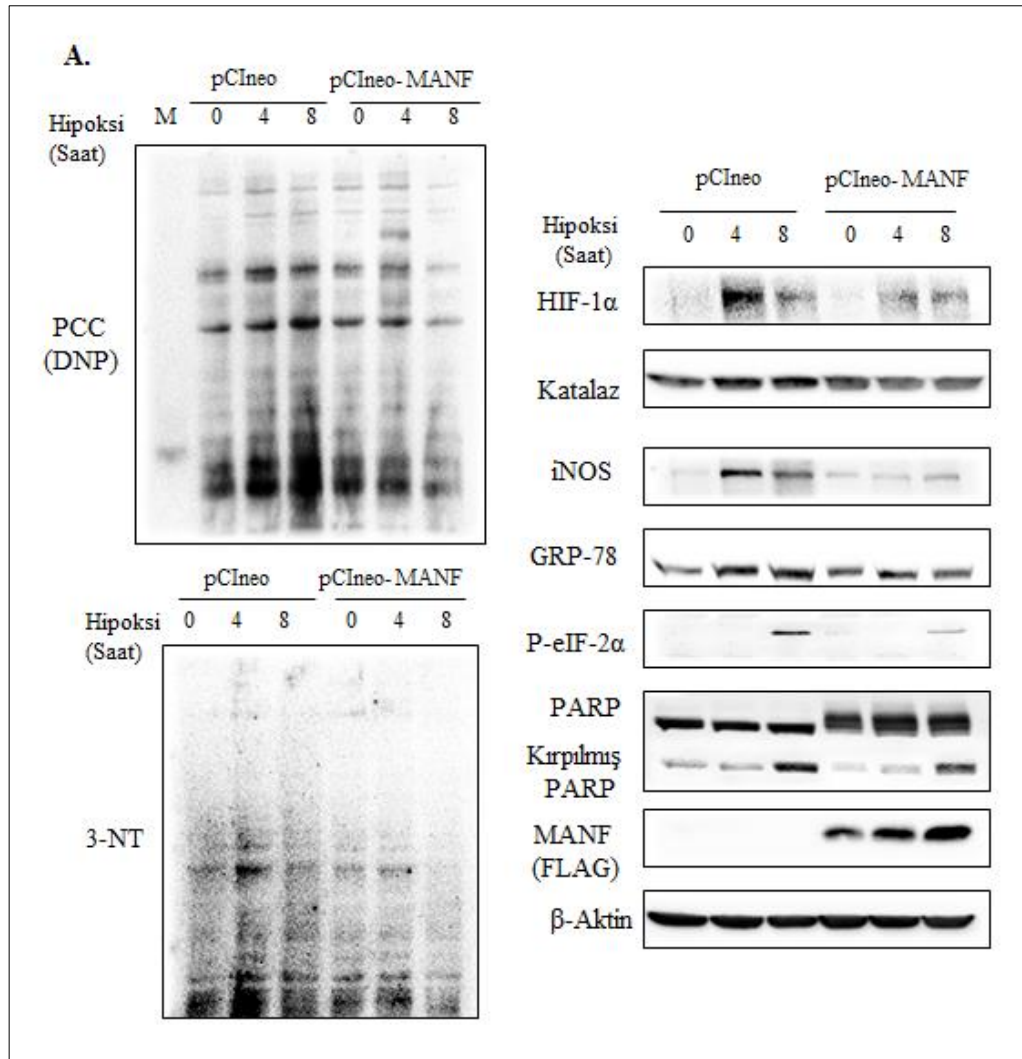 A.
pCIneo pCIneo-MANF
Hipoksi (Saat) M 0 4 8 0 4 8
PCC
(DNP)
pCIneo pCIneo-MANF
Hipoksi (Saat) 0 4 8 0 4 8
3-NT
pCIneo pCIneo-MANF
Hipoksi (Saat) 0 4 8 0 4 8
HIF-1α
Katalaz
iNOS
GRP-78
P-eIF-2α
PARP
Kırpılmış
PARP
MANF
(FLAG)
β-Aktin